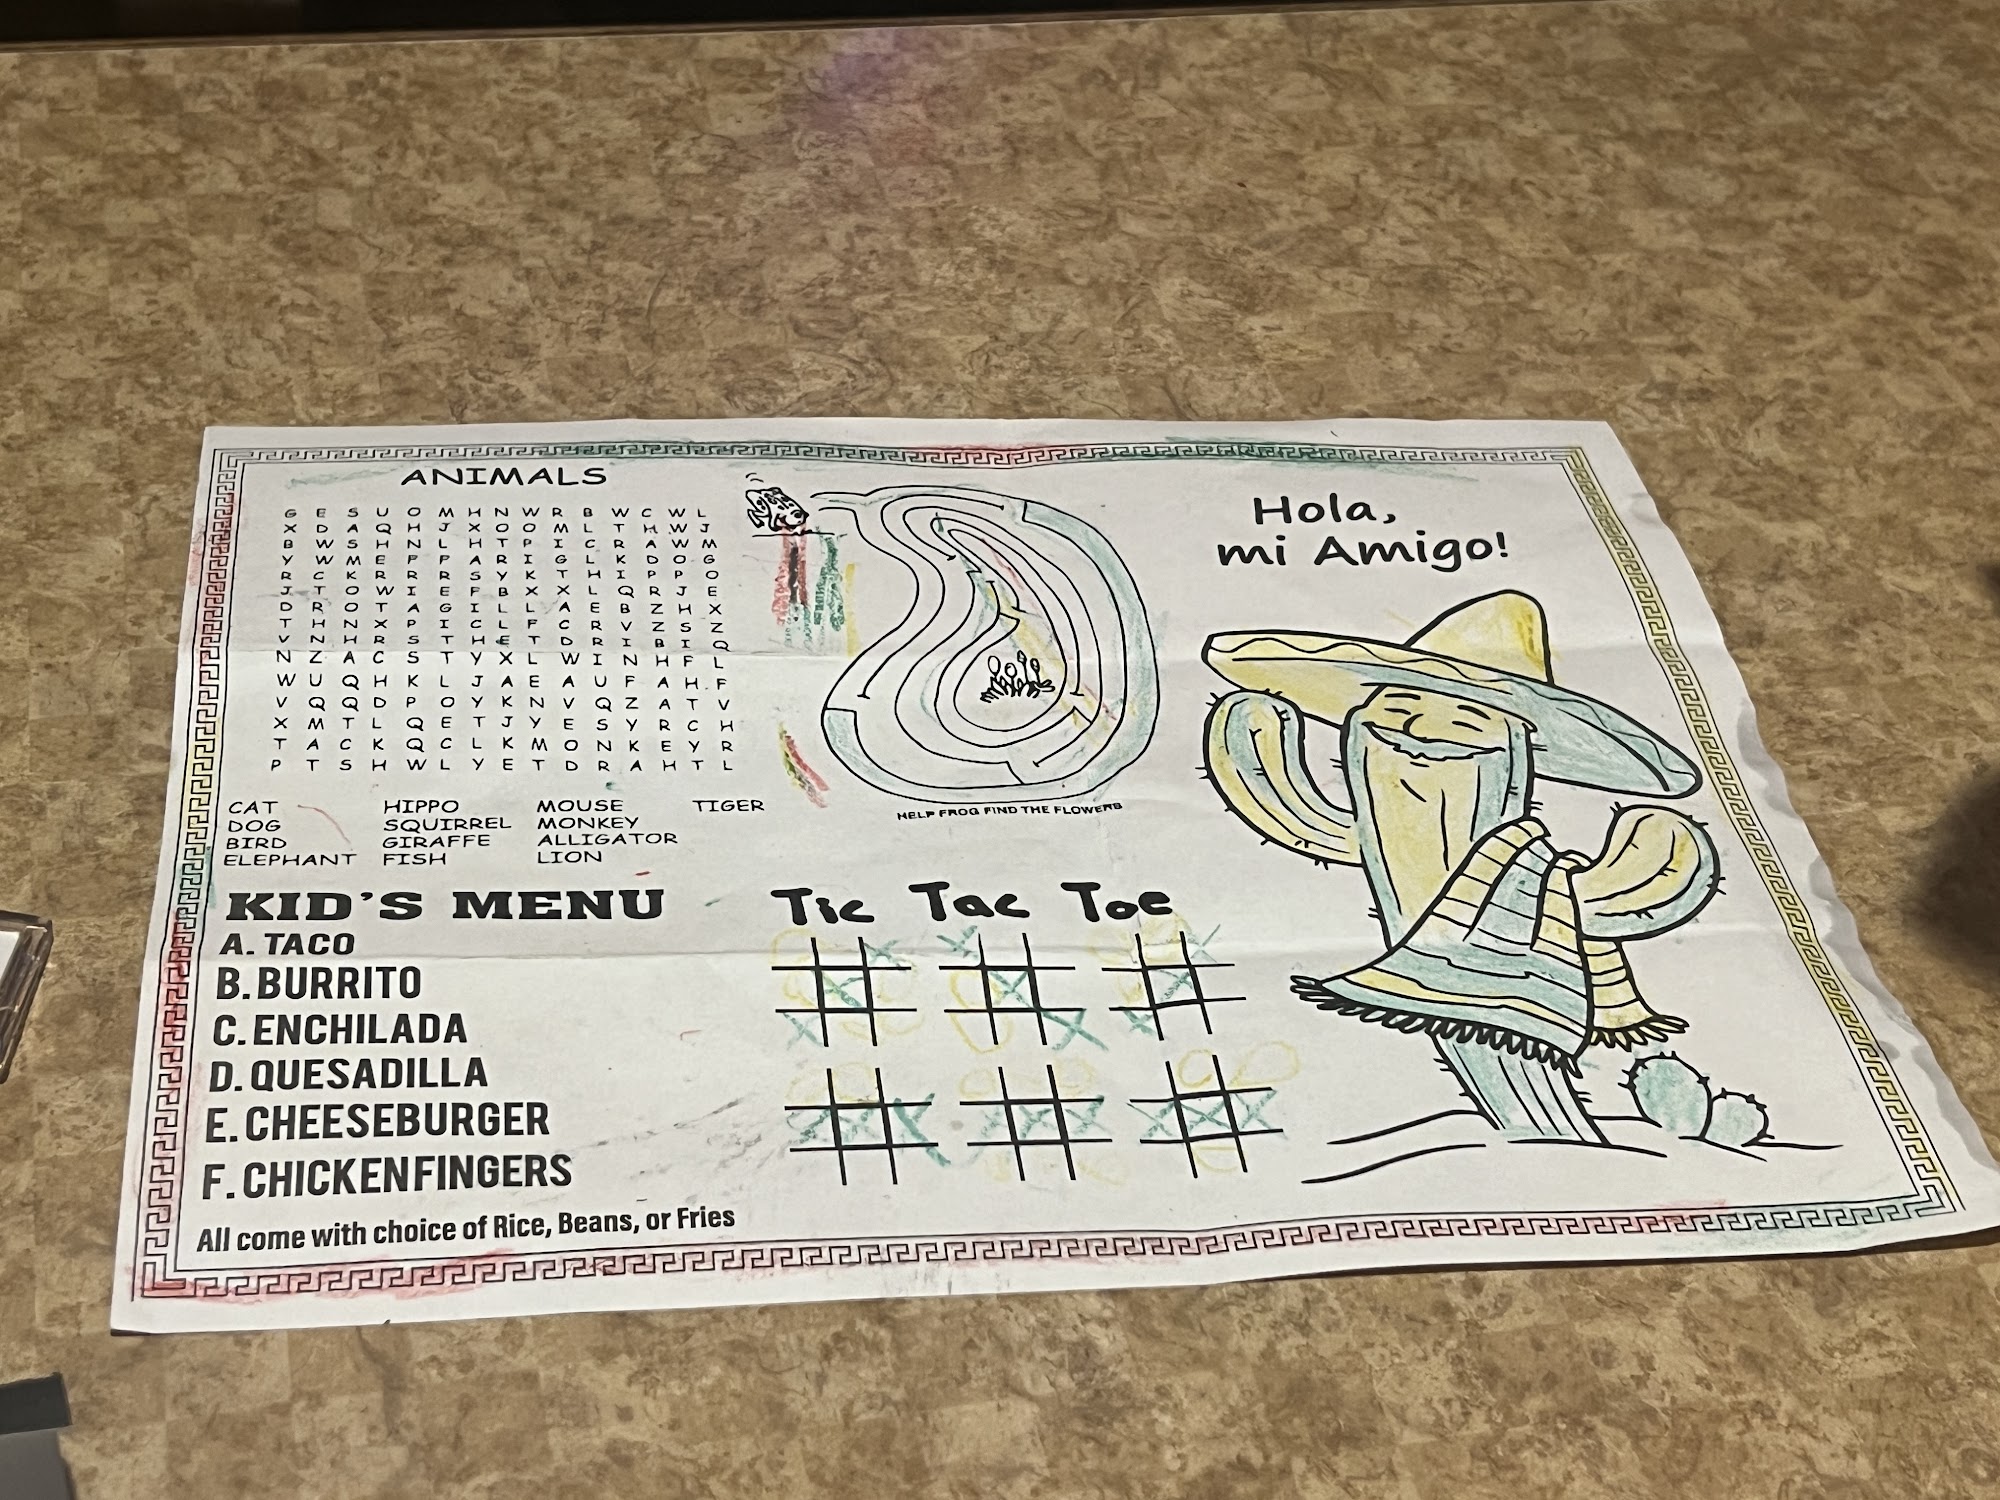 ANIMALS
G E S U O M H N W R B W C W L
X D A Q H J X O O M L T H W J
B W S H N L H T P I C R A W M
Y W M E P P A R I G L K D O G
R C K R R R S Y K T H I P P O
J T O W I E F B X X L Q R J E
D R O T A G I L L A E B Z H X
T H N X P I C L F C R V Z S Z
V N H R S T H E T D R I B I Q
N Z A C S T Y X L W I N H F L
W U Q H K L J A E A U F A H F
V Q Q D P O Y K N V Q Z A T V
X M T L Q E T J Y E S Y R C H
T A C K Q C L K M O N K E Y R
P T S H W L Y E T D R A H T L
CAT HIPPO MOUSE TIGER
DOG SQUIRREL MONKEY
BIRD GIRAFFE ALLIGATOR
ELEPHANT FISH LION
HELP FROG FIND THE FLOWERS
Hola,
mi Amigo!
KID'S MENU
A. TACO
B. BURRITO
C. ENCHILADA
D. QUESADILLA
E. CHEESEBURGER
F. CHICKENFINGERS
All come with choice of Rice, Beans, or Fries
Tic Tac Toe